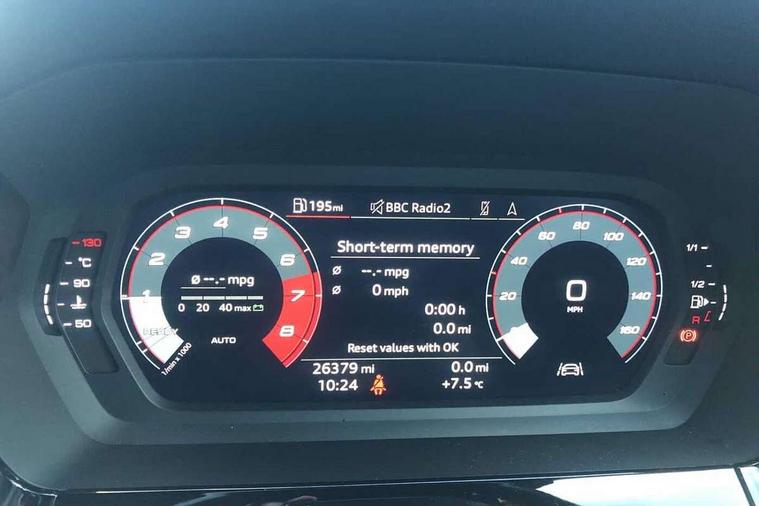 195mi
BBC Radio2
Short-term memory
Ø --.- mpg
0 mph
0:00 h
0.0 mi
Reset values with OK
26379 mi
0.0 mi
10:24
+7.5 °C
1
2
3
4
5
6
7
8
READY
1/min x 1000
Ø --.- mpg
0 20 40 max
AUTO
20
40
60
80
100
120
140
160
0
MPH
130
°C
90
50
1/1
1/2
R
P